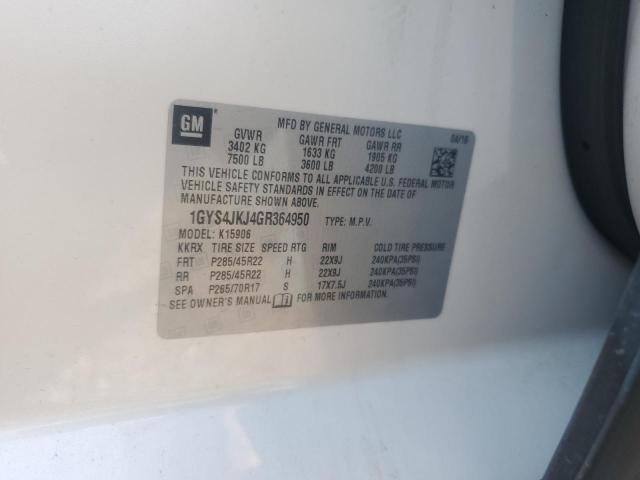 GM
MFD BY GENERAL MOTORS LLC 04/16
GVWR GAWR FRT GAWR RR
3402 KG 1633 KG 1905 KG
7500 LB 3600 LB 4200 LB
THIS VEHICLE CONFORMS TO ALL APPLICABLE U.S. FEDERAL MOTOR
VEHICLE SAFETY STANDARDS IN EFFECT ON THE DATE OF
MANUFACTURE SHOWN ABOVE.
1GYS4JKJ4GR364950 TYPE: M.P.V.
MODEL: K15906
KKRX TIRE SIZE SPEED RTG RIM COLD TIRE PRESSURE
FRT P285/45R22 H 22X9J 240KPA(35PSI)
RR P285/45R22 H 22X9J 240KPA(35PSI)
SPA P265/70R17 S 17X7.5J 240KPA(35PSI)
SEE OWNER'S MANUAL FOR MORE INFORMATION.